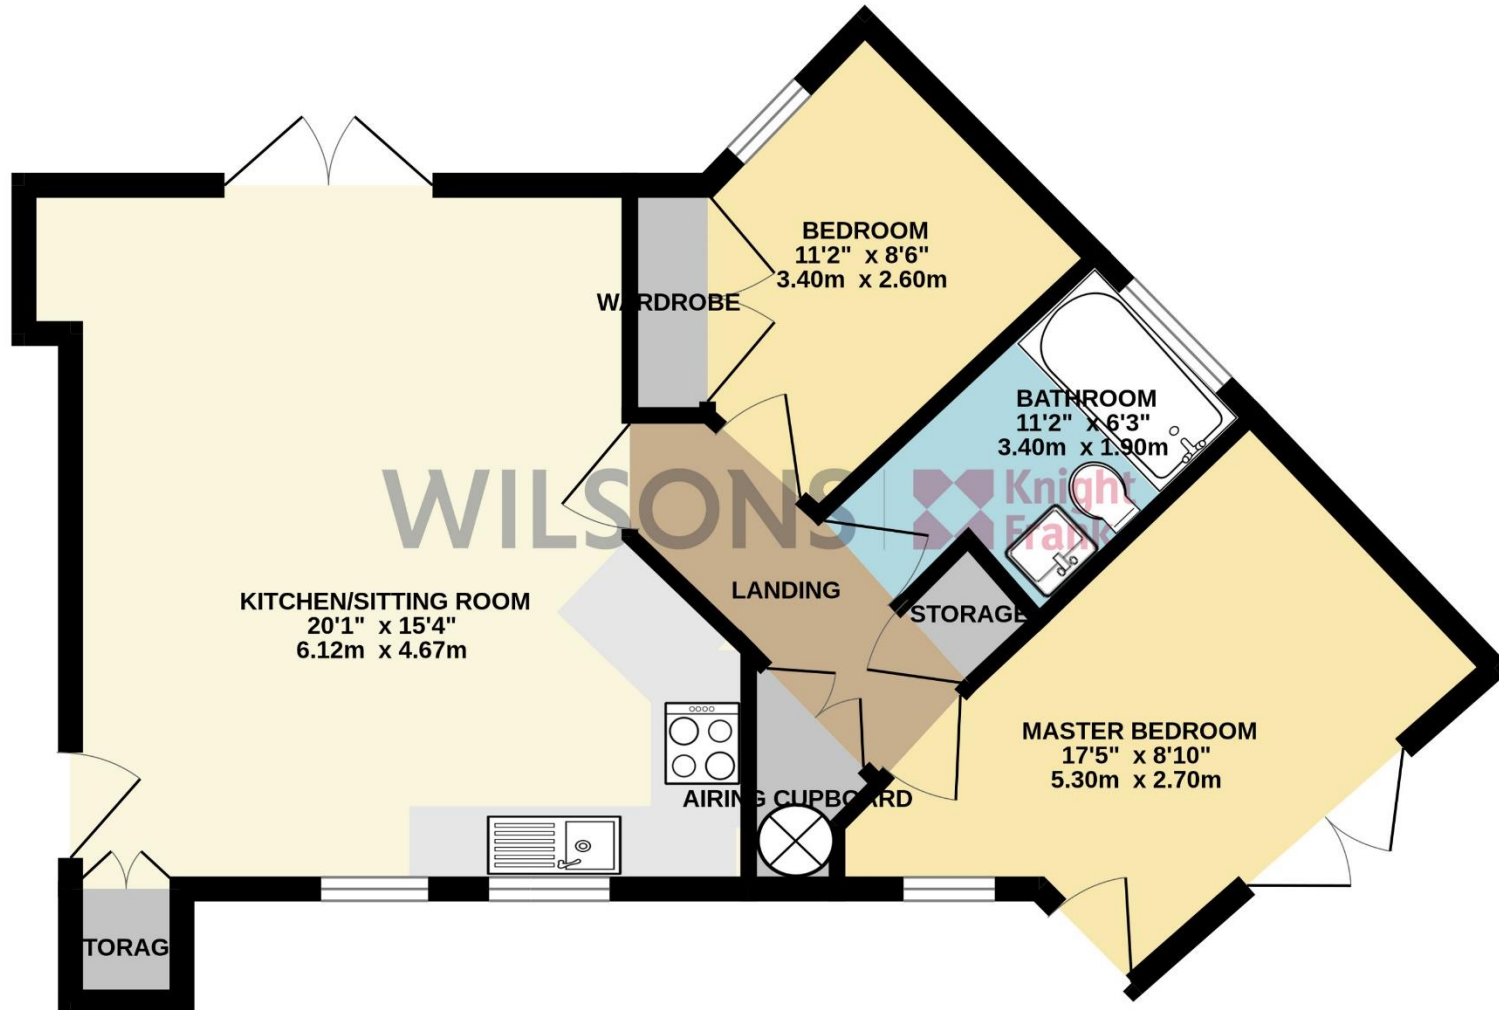 BEDROOM
11'2" x 8'6"
3.40m x 2.60m
WARDROBE
BATHROOM
11'2" x 6'3"
3.40m x 1.90m
WILSONS
Knight
Frank
LANDING
STORAGE
KITCHEN/SITTING ROOM
20'1" x 15'4"
6.12m x 4.67m
MASTER BEDROOM
17'5" x 8'10"
5.30m x 2.70m
AIRING CUPBOARD
TORAG